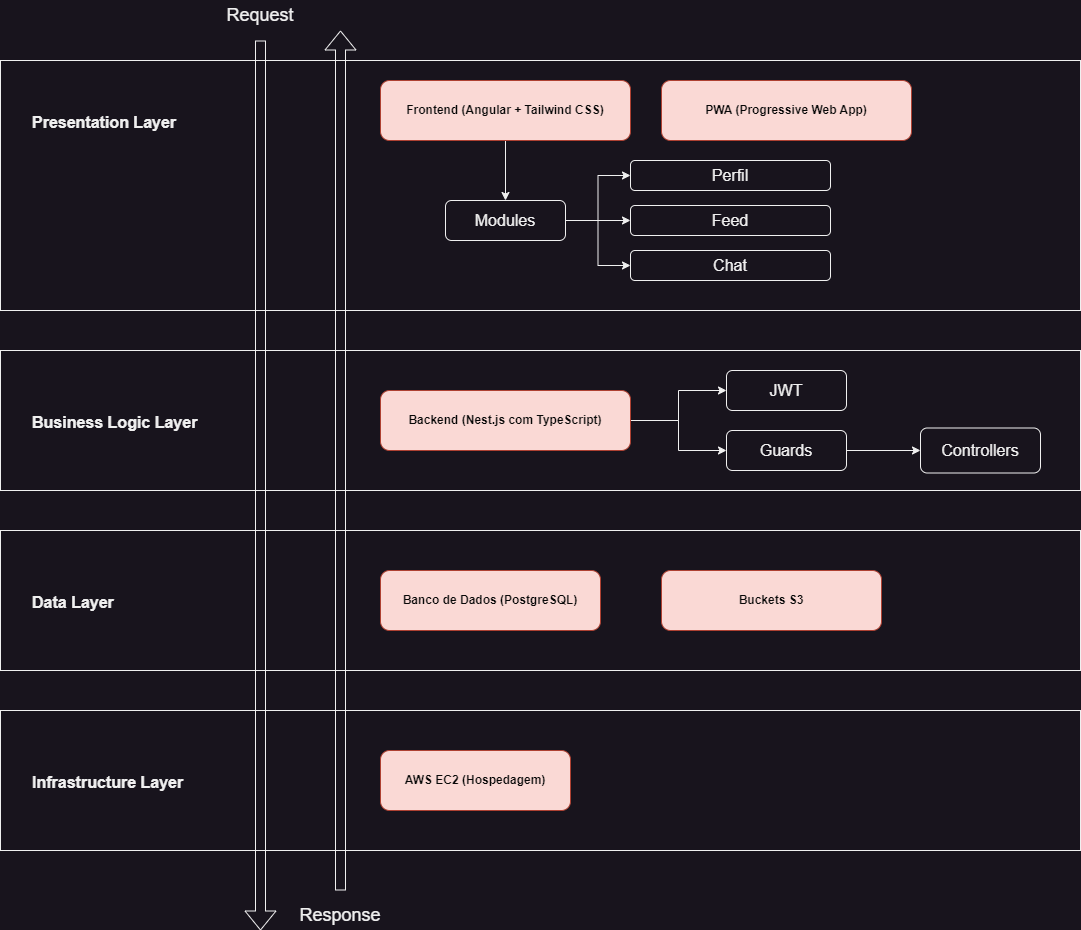 Request
Presentation Layer
Frontend (Angular + Tailwind CSS)
PWA (Progressive Web App)
Modules
Perfil
Feed
Chat
Business Logic Layer
Backend (Nest.js com TypeScript)
JWT
Guards
Controllers
Data Layer
Banco de Dados (PostgreSQL)
Buckets S3
Infrastructure Layer
AWS EC2 (Hospedagem)
Response